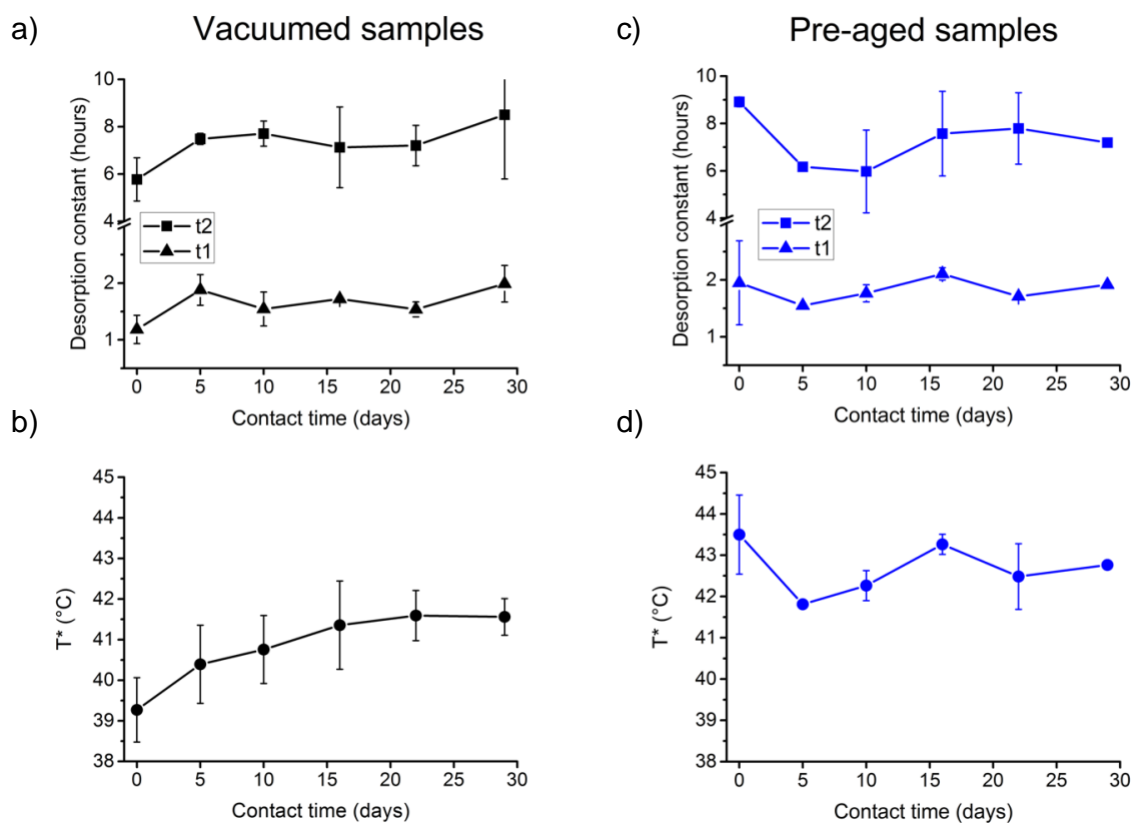 a)
Vacuumed samples
Desorption constant (hours)
10
8
6
4
2
1
t2
t1
0 5 10 15 20 25 30
Contact time (days)
b)
T* (°C)
45
44
43
42
41
40
39
38
0 5 10 15 20 25 30
Contact time (days)
c)
Pre-aged samples
Desorption constant (hours)
10
8
6
4
2
1
t2
t1
0 5 10 15 20 25 30
Contact time (days)
d)
T* (°C)
45
44
43
42
41
40
39
38
0 5 10 15 20 25 30
Contact time (days)